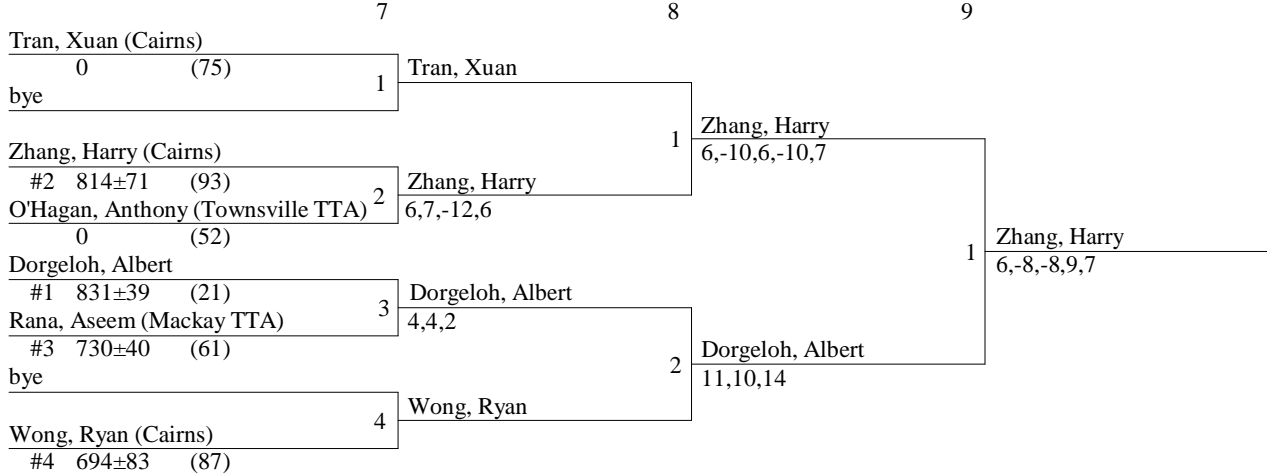 7 8 9
Tran, Xuan (Cairns)
0 (75)
1 Tran, Xuan
bye
1 Zhang, Harry
6,-10,6,-10,7
Zhang, Harry (Cairns)
#2 814±71 (93)
2 Zhang, Harry
6,7,-12,6
O'Hagan, Anthony (Townsville TTA)
0 (52)
1 Zhang, Harry
6,-8,-8,9,7
Dorgeloh, Albert
#1 831±39 (21)
3 Dorgeloh, Albert
4,4,2
Rana, Aseem (Mackay TTA)
#3 730±40 (61)
2 Dorgeloh, Albert
11,10,14
bye
4 Wong, Ryan
Wong, Ryan (Cairns)
#4 694±83 (87)